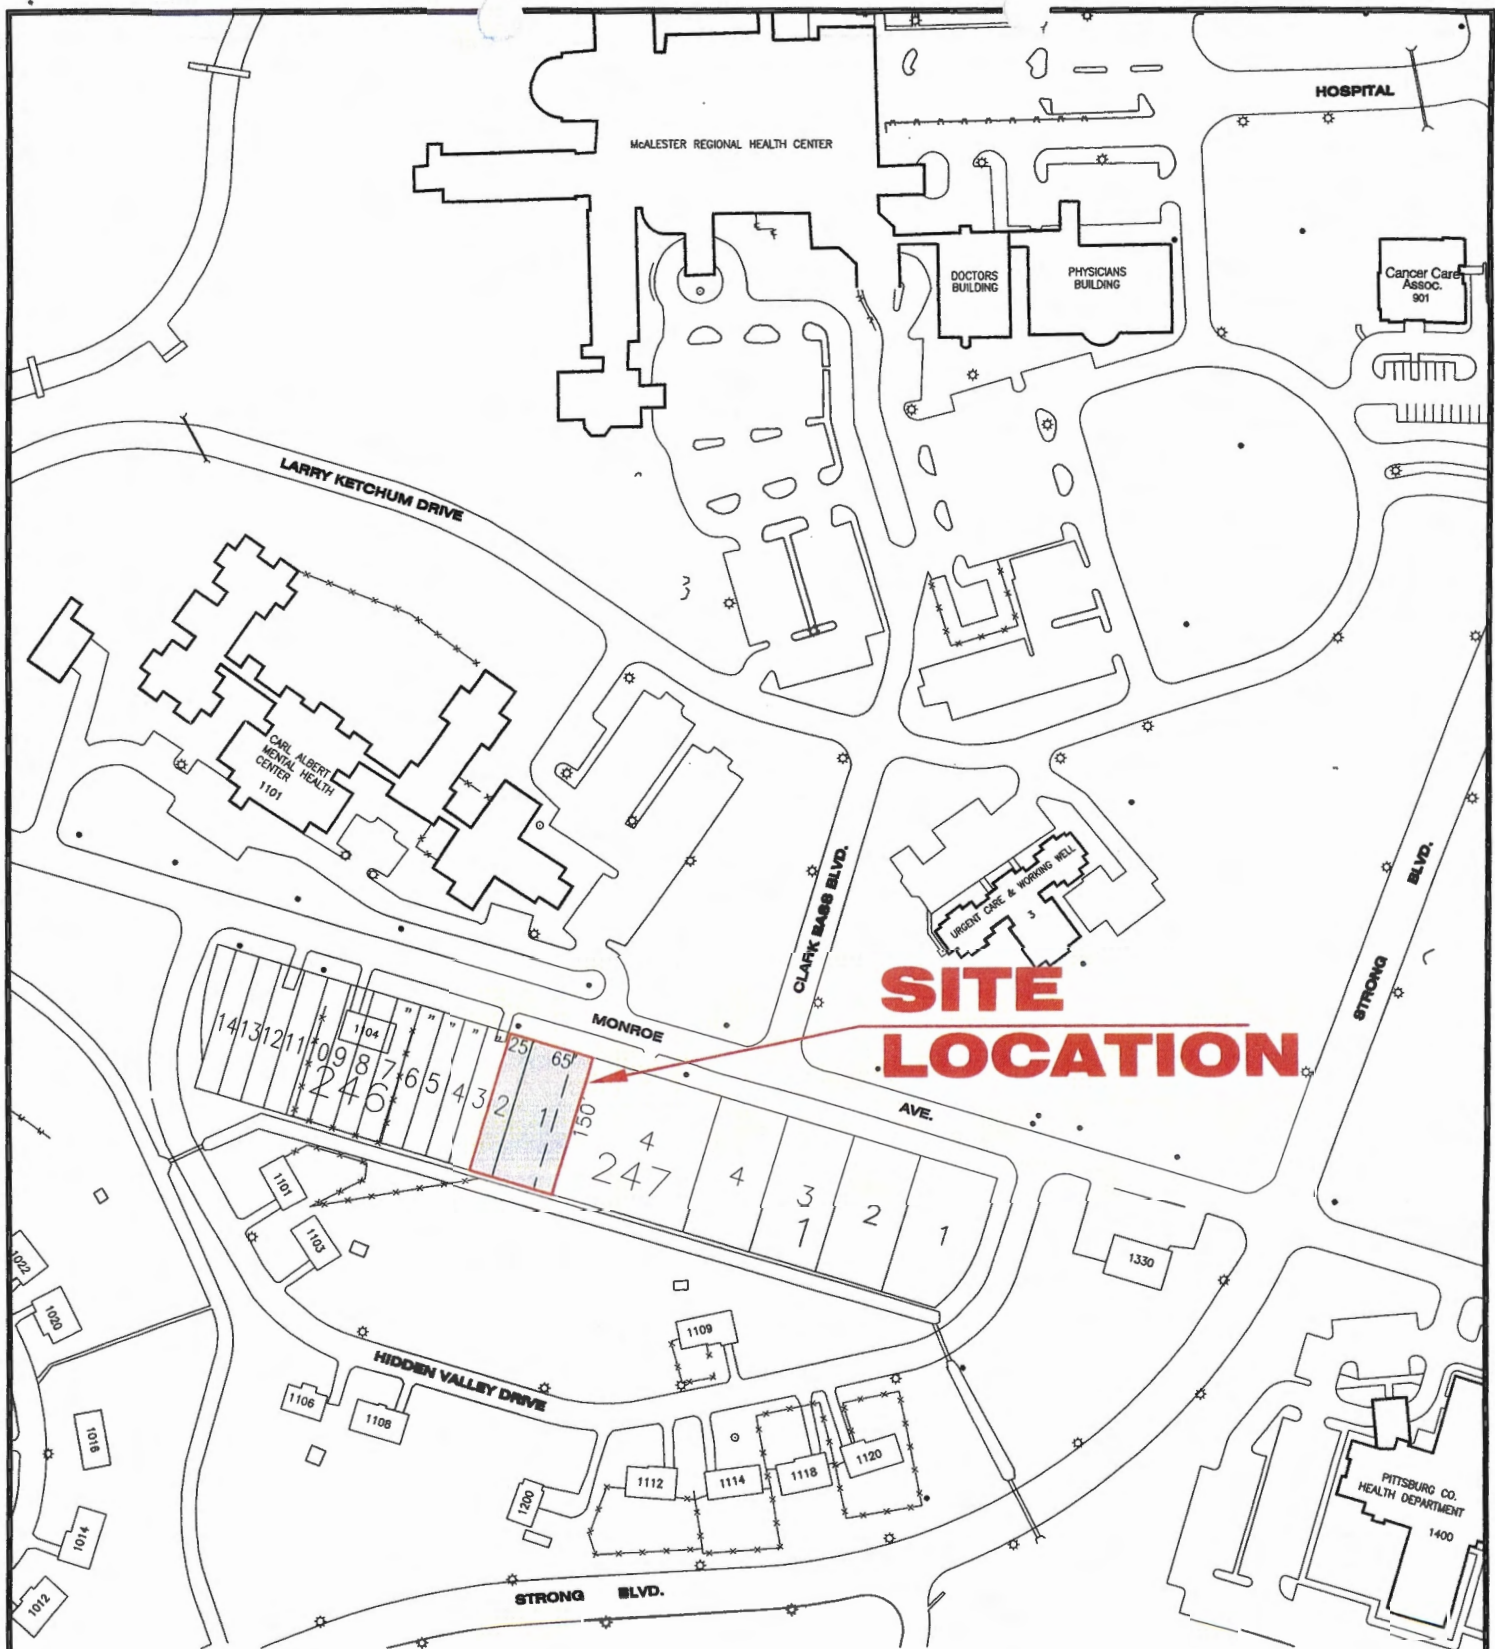 HOSPITAL
McALESTER REGIONAL HEALTH CENTER
DOCTORS
BUILDING
PHYSICIANS
BUILDING
Cancer Care
Assoc.
901
LARRY KETCHUM DRIVE
3
CARL ALBERT
MENTAL HEALTH
CENTER
1101
CLARK BASS BLVD.
URGENT CARE & WORKING WELL
3
STRONG BLVD.
SITE
LOCATION
MONROE AVE.
14 13 12 11 10 9 8 7 6 5 4 3 2 1
1104
" " " " "
25' 65'
150'
246
4
247
4
3
1
2
1
1101
1103
1330
1022
1020
1109
HIDDEN VALLEY DRIVE
1106
1108
1016
1112
1114
1118
1120
1200
1014
1012
PITTSBURG CO.
HEALTH DEPARTMENT
1400
STRONG BLVD.